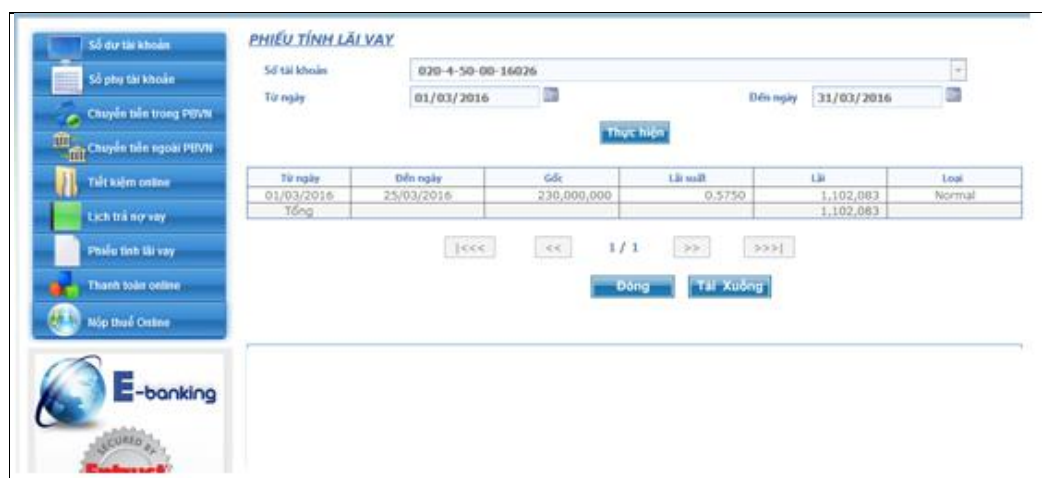 Số dư tài khoản
Sổ phụ tài khoản
Chuyển tiền trong PBVN
Chuyển tiền ngoài PBVN
Tiết kiệm online
Lịch trả nợ vay
Phiếu tính lãi vay
Thanh toán online
Nộp thuế Online
E-banking
SECURED BY
Entrust
PHIẾU TÍNH LÃI VAY
Số tài khoản 020-4-50-00-16026
Từ ngày 01/03/2016 Đến ngày 31/03/2016
Thực hiện
Từ ngày Đến ngày Gốc Lãi suất Lãi Loại
01/03/2016 25/03/2016 230,000,000 0.5750 1,102,083 Normal
Tổng 1,102,083
|<<< << 1 / 1 >> >>>|
Đóng Tải Xuống